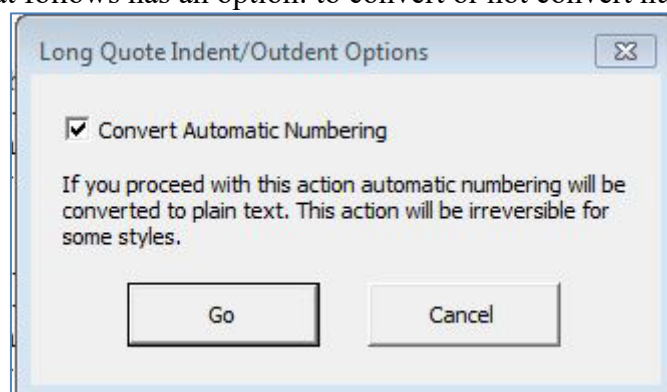 at follows has an option: to convert or not convert
Long Quote Indent/Outdent Options
Convert Automatic Numbering
If you proceed with this action automatic numbering will be
converted to plain text. This action will be irreversible for
some styles.
Go Cancel